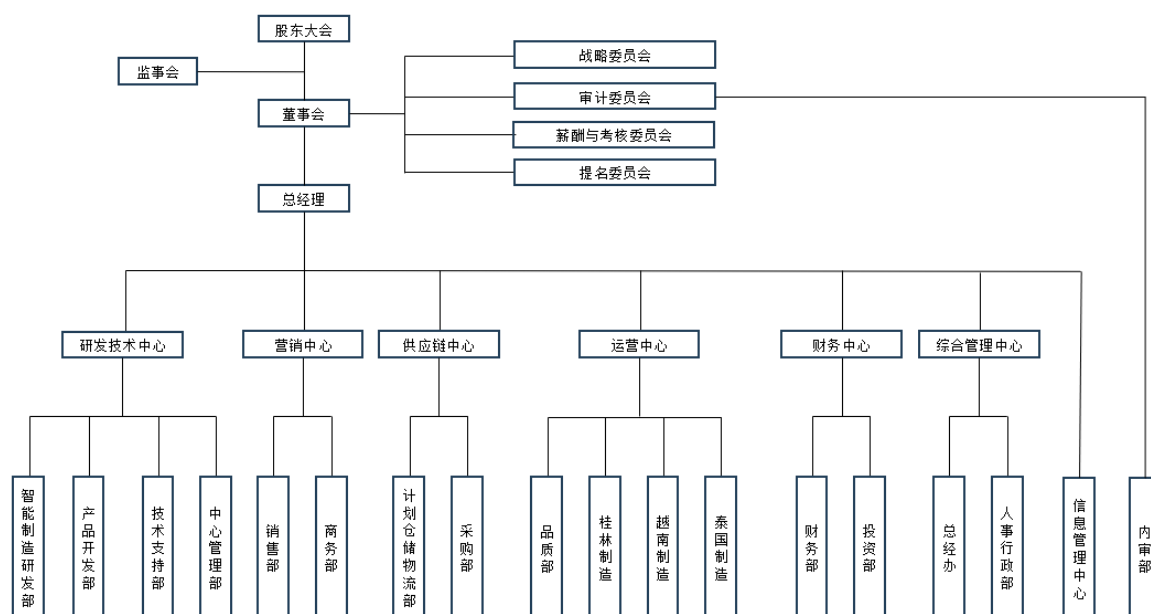 股东大会
监事会
董事会
战略委员会
审计委员会
薪酬与考核委员会
提名委员会
总经理
研发技术中心
营销中心
供应链中心
运营中心
财务中心
综合管理中心
智能制造研发部
产品开发部
技术支持部
中心管理部
销售部
商务部
计划仓储物流部
采购部
品质部
桂林制造
越南制造
泰国制造
财务部
投资部
总经办
人事行政部
信息管理中心
内审部